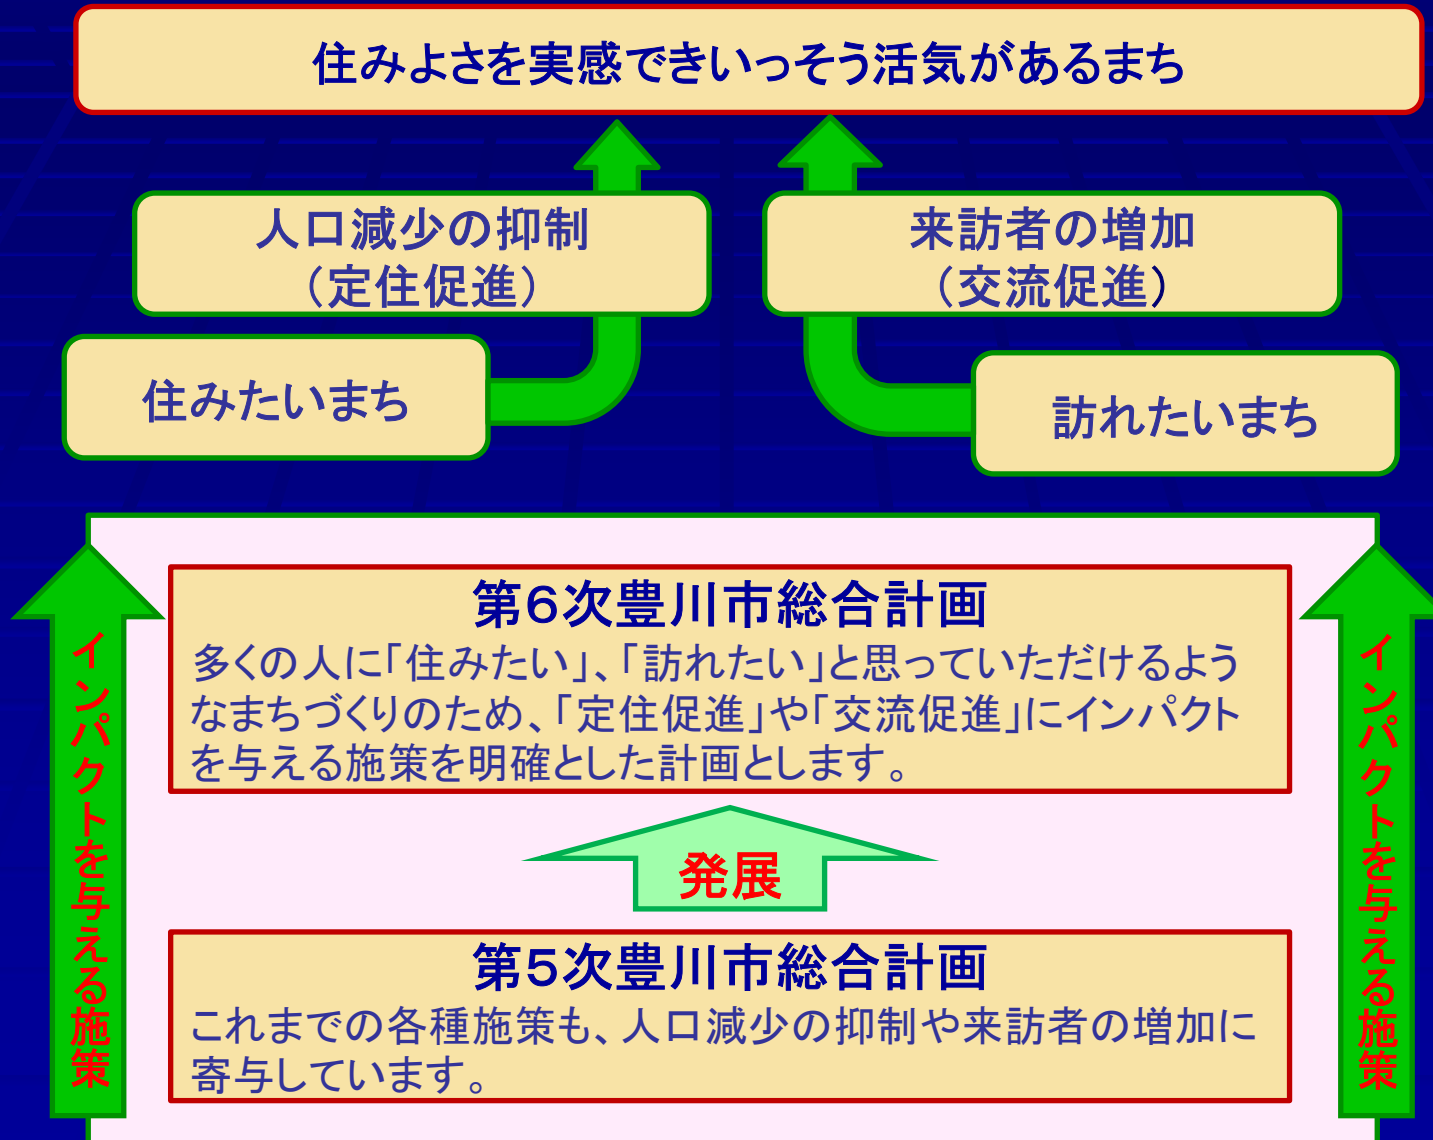 住みよさを実感できいっそう活気があるまち
人口減少の抑制
（定住促進）
来訪者の増加
（交流促進）
住みたいまち
訪れたいまち
インパクトを与える施策
第６次豊川市総合計画
多くの人に「住みたい」、「訪れたい」と思っていただけるよう
なまちづくりのため、「定住促進」や「交流促進」にインパクト
を与える施策を明確とした計画とします。
発展
第５次豊川市総合計画
これまでの各種施策も、人口減少の抑制や来訪者の増加に
寄与しています。
インパクトを与える施策